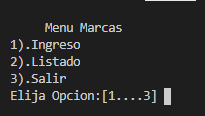 Menu Marcas
1).Ingreso
2).Listado
3).Salir
Elija Opcion:[1....3]